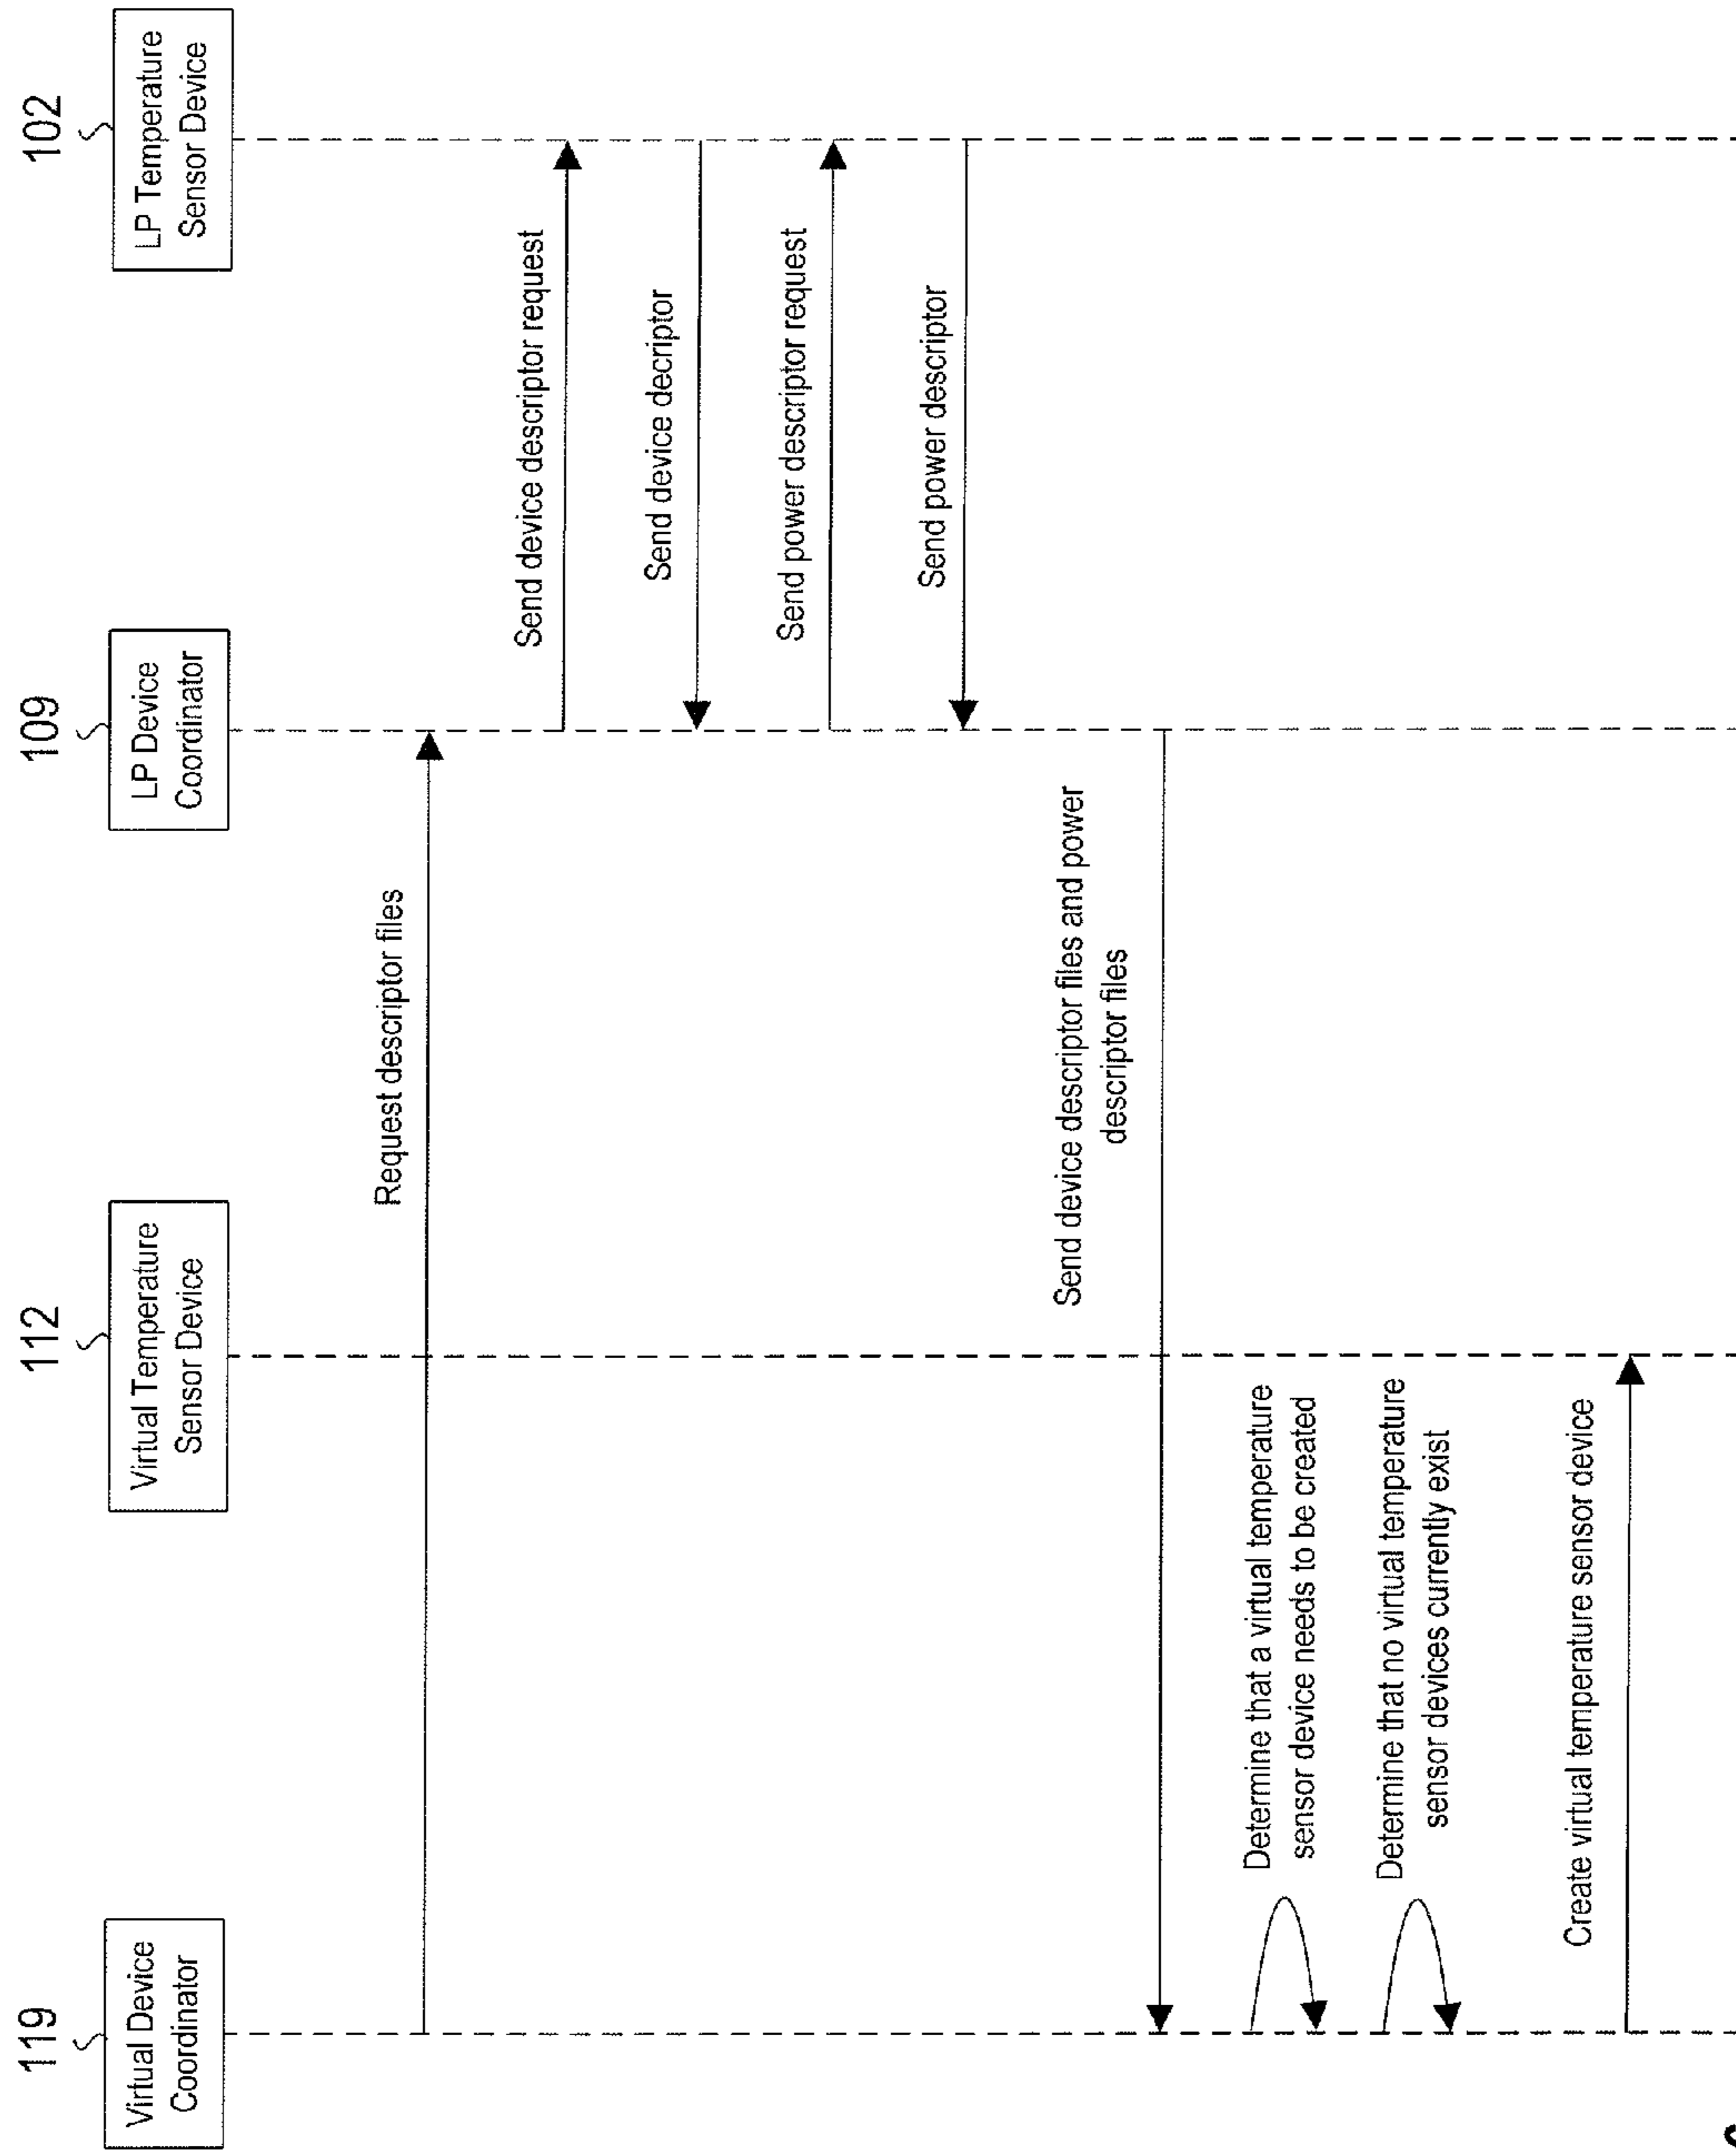 119
Virtual Device
Coordinator
112
Virtual Temperature
Sensor Device
109
LP Device
Coordinator
102
LP Temperature
Sensor Device
Request descriptor files
Send device descriptor request
Send device decriptor
Send power descriptor request
Send power descriptor
Send device descriptor files and power
descriptor files
Determine that a virtual temperature
sensor device needs to be created
Determine that no virtual temperature
sensor devices currently exist
Create virtual temperature sensor device